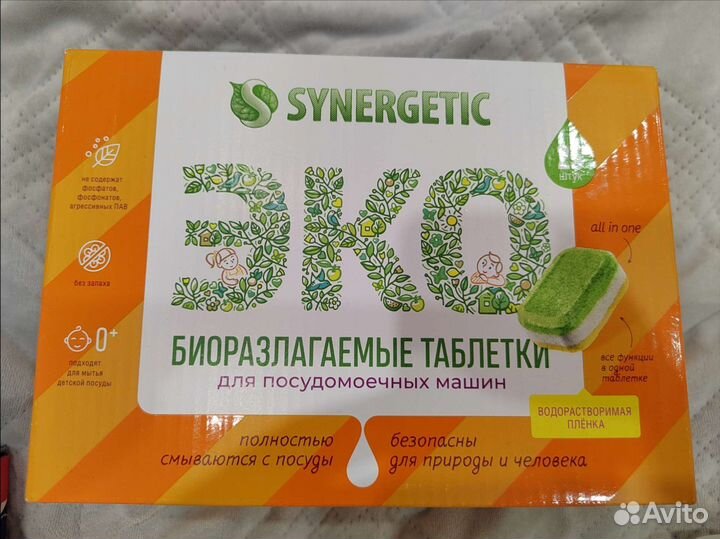 SYNERGETIC
ЭКО
БИОРАЗЛАГАЕМЫЕ ТАБЛЕТКИ
для посудомоечных машин
не содержат
фосфатов,
фосфонатов,
агрессивных ПАВ
без запаха
0+
подходят
для мытья
детской посуды
штук
all in one
все функции
в одной
таблетке
ВОДОРАСТВОРИМАЯ
ПЛЁНКА
полностью
смываются с посуды
безопасны
для природы и человека
Avito